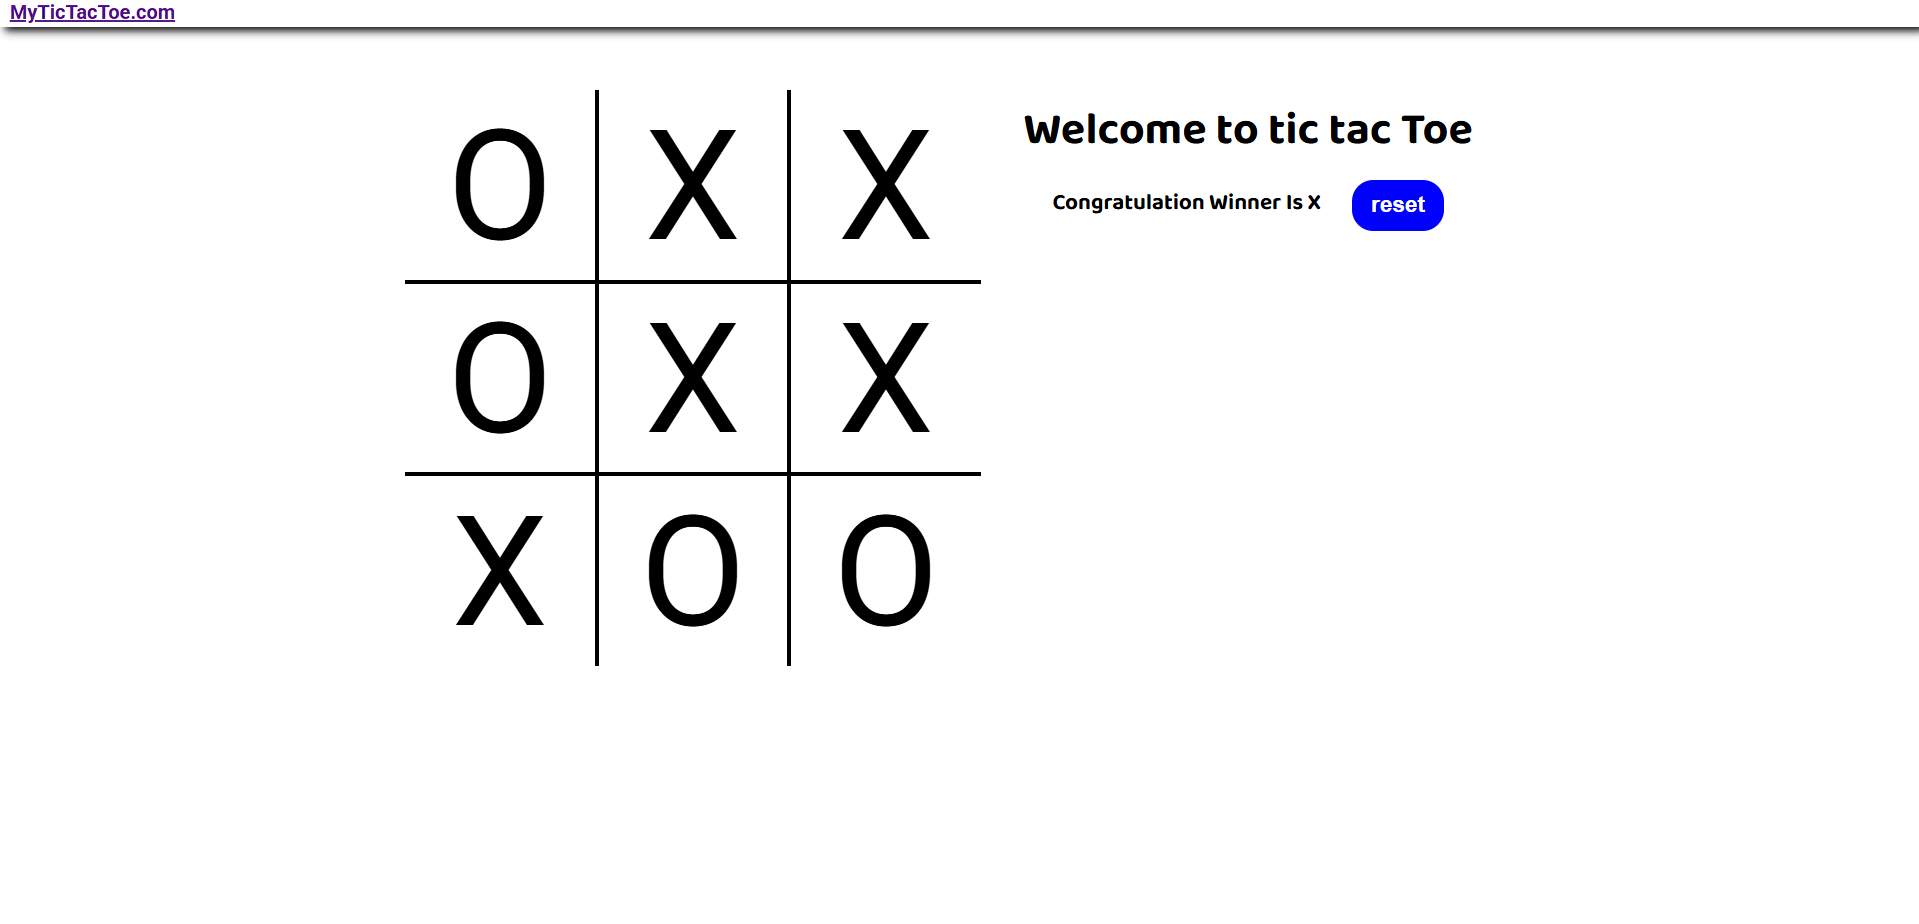 MyTicTacToe.com
O X X
O X X
X O O
Welcome to tic tac Toe
Congratulation Winner Is X
reset